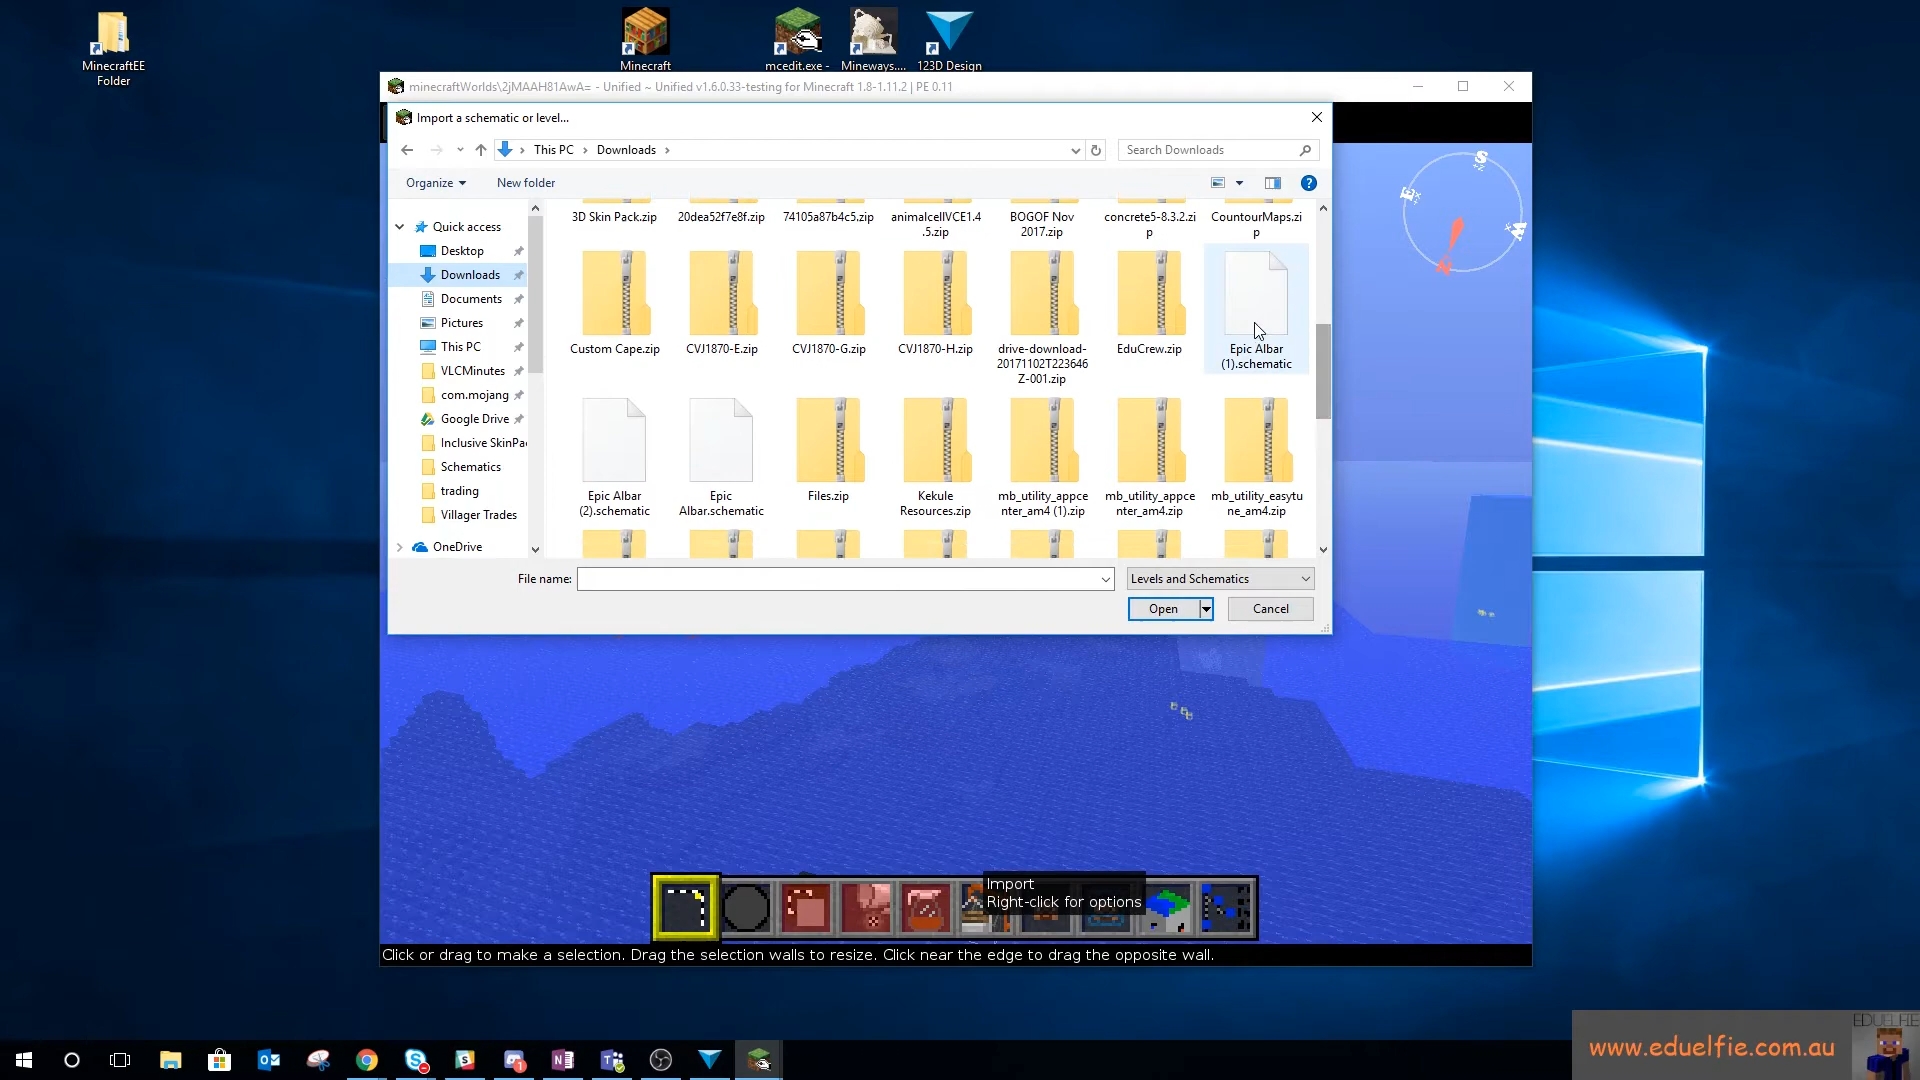 MinecraftEE
Folder
Minecraft
mcedit.exe -
Mineways....
123D Design
minecraftWorlds\2jMAAH81AwA= - Unified ~ Unified v1.6.0.33-testing for Minecraft 1.8-1.11.2 | PE 0.11
Import a schematic or level...
This PC
Downloads
Search Downloads
Organize
New folder
Quick access
Desktop
Downloads
Documents
Pictures
This PC
VLCMinutes
com.mojang
Google Drive
Inclusive SkinPa
Schematics
trading
Villager Trades
OneDrive
3D Skin Pack.zip
20dea52f7e8f.zip
74105a87b4c5.zip
animalcellVCE1.4
.5.zip
BOGOF Nov
2017.zip
concrete5-8.3.2.zi
p
CountourMaps.zi
p
Custom Cape.zip
CVJ1870-E.zip
CVJ1870-G.zip
CVJ1870-H.zip
drive-download-
20171102T223646
Z-001.zip
EduCrew.zip
Epic Albar
(1).schematic
Epic Albar
(2).schematic
Epic
Albar.schematic
Files.zip
Kekule
Resources.zip
mb_utility_appce
nter_am4 (1).zip
mb_utility_appce
nter_am4.zip
mb_utility_easytu
ne_am4.zip
File name:
Levels and Schematics
Open
Cancel
S
+Z
Import
Right-click for options
Click or drag to make a selection. Drag the selection walls to resize. Click near the edge to drag the opposite wall.
EDUELFIE
www.eduelfie.com.au